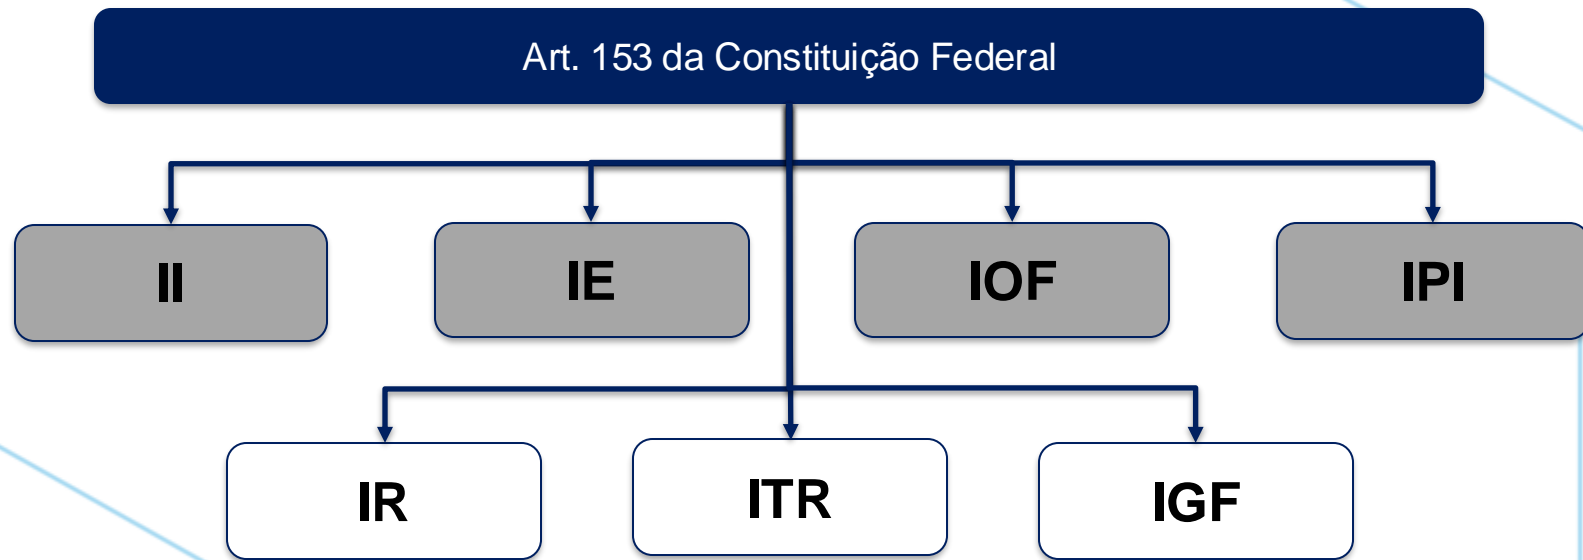 Art. 153 da Constituição Federal
II
IE
IOF
IPI
IR
ITR
IGF